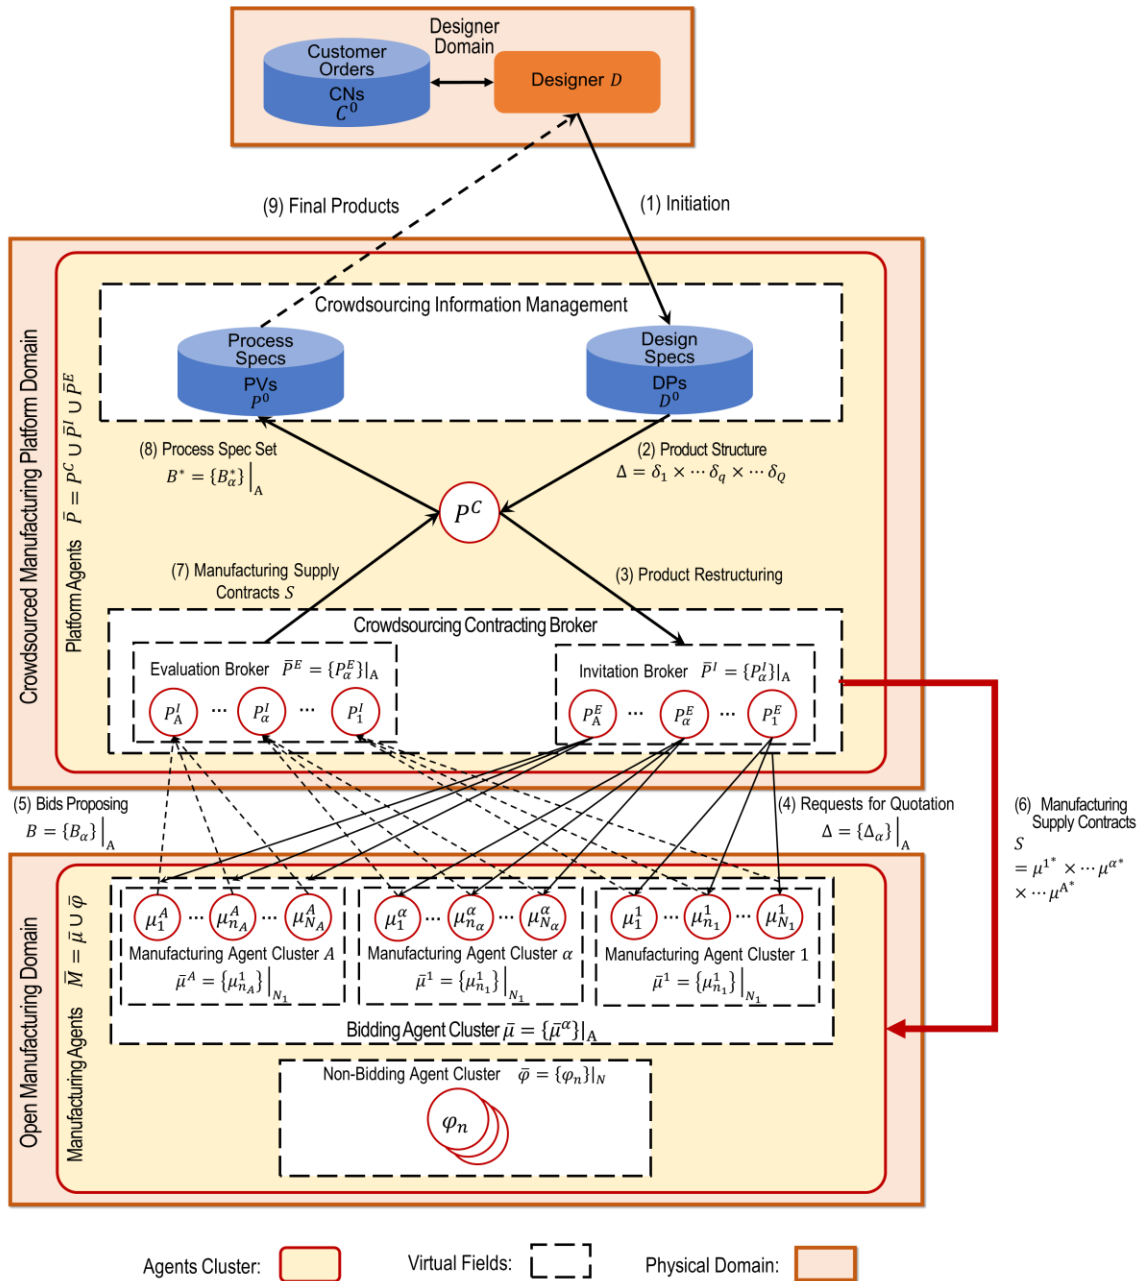 Designer
Domain
Customer
Orders
CNs
C⁰
Designer D
(9) Final Products
(1) Initiation
Crowdsourced Manufacturing Platform Domain
Platform Agents P̄ = P^C ∪ P̄^I ∪ P̄^E
Crowdsourcing Information Management
Process
Specs
PVs
P⁰
Design
Specs
DPs
D⁰
(8) Process Spec Set
B* = {B*_α}|_A
(2) Product Structure
Δ = δ₁ × ⋯ δ_q × ⋯ δ_Q
P^C
(7) Manufacturing Supply
Contracts S
(3) Product Restructuring
Crowdsourcing Contracting Broker
Evaluation Broker P̄^E = {P^E_α}|_A
P^I_A ⋯ P^I_α ⋯ P^I_1
Invitation Broker P̄^I = {P^I_α}|_A
P^E_A ⋯ P^E_α ⋯ P^E_1
(5) Bids Proposing
B = {B_α}|_A
(4) Requests for Quotation
Δ = {Δ_α}|_A
(6) Manufacturing
Supply Contracts
S
= μ^1* × ⋯ μ^α*
× ⋯ μ^A*
Open Manufacturing Domain
Manufacturing Agents M̄ = μ̄ ∪ φ̄
μ^A_1 ⋯ μ^A_{n_A} ⋯ μ^A_{N_A}
Manufacturing Agent Cluster A
μ̄^A = {μ^1_{n_A}}|_{N_1}
μ^α_1 ⋯ μ^α_{n_α} ⋯ μ^α_{N_α}
Manufacturing Agent Cluster α
μ̄^1 = {μ^1_{n_1}}|_{N_1}
μ^1_1 ⋯ μ^1_{n_1} ⋯ μ^1_{N_1}
Manufacturing Agent Cluster 1
μ̄^1 = {μ^1_{n_1}}|_{N_1}
Bidding Agent Cluster μ̄ = {μ̄^α}|_A
Non-Bidding Agent Cluster φ̄ = {φ_n}|_N
φ_n
Agents Cluster:
Virtual Fields:
Physical Domain: